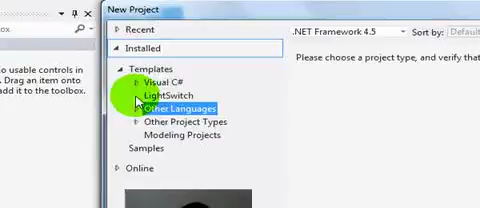 New Project
Recent
.NET Framework 4.5
Sort by:
Default
Installed
Please choose a project type, and verify that
Templates
Visual C#
LightSwitch
Other Languages
Other Project Types
Modeling Projects
Samples
Online
box
o usable controls in
Drag an item onto
add it to the toolbox.